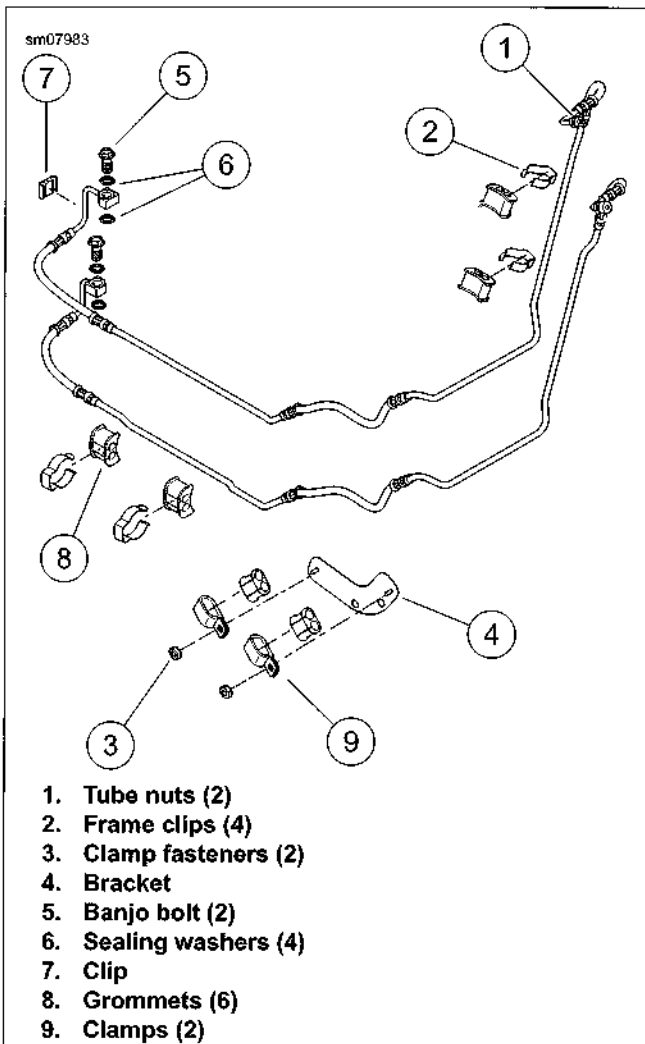 sm07983
1
2
3
4
5
6
7
8
9
1. Tube nuts (2)
2. Frame clips (4)
3. Clamp fasteners (2)
4. Bracket
5. Banjo bolt (2)
6. Sealing washers (4)
7. Clip
8. Grommets (6)
9. Clamps (2)